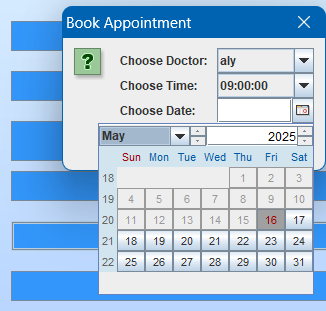 Book Appointment
?
Choose Doctor: aly
Choose Time: 09:00:00
Choose Date:
May 2025
Sun Mon Tue Wed Thu Fri Sat
18 1 2 3
19 4 5 6 7 8 9 10
20 11 12 13 14 15 16 17
21 18 19 20 21 22 23 24
22 25 26 27 28 29 30 31